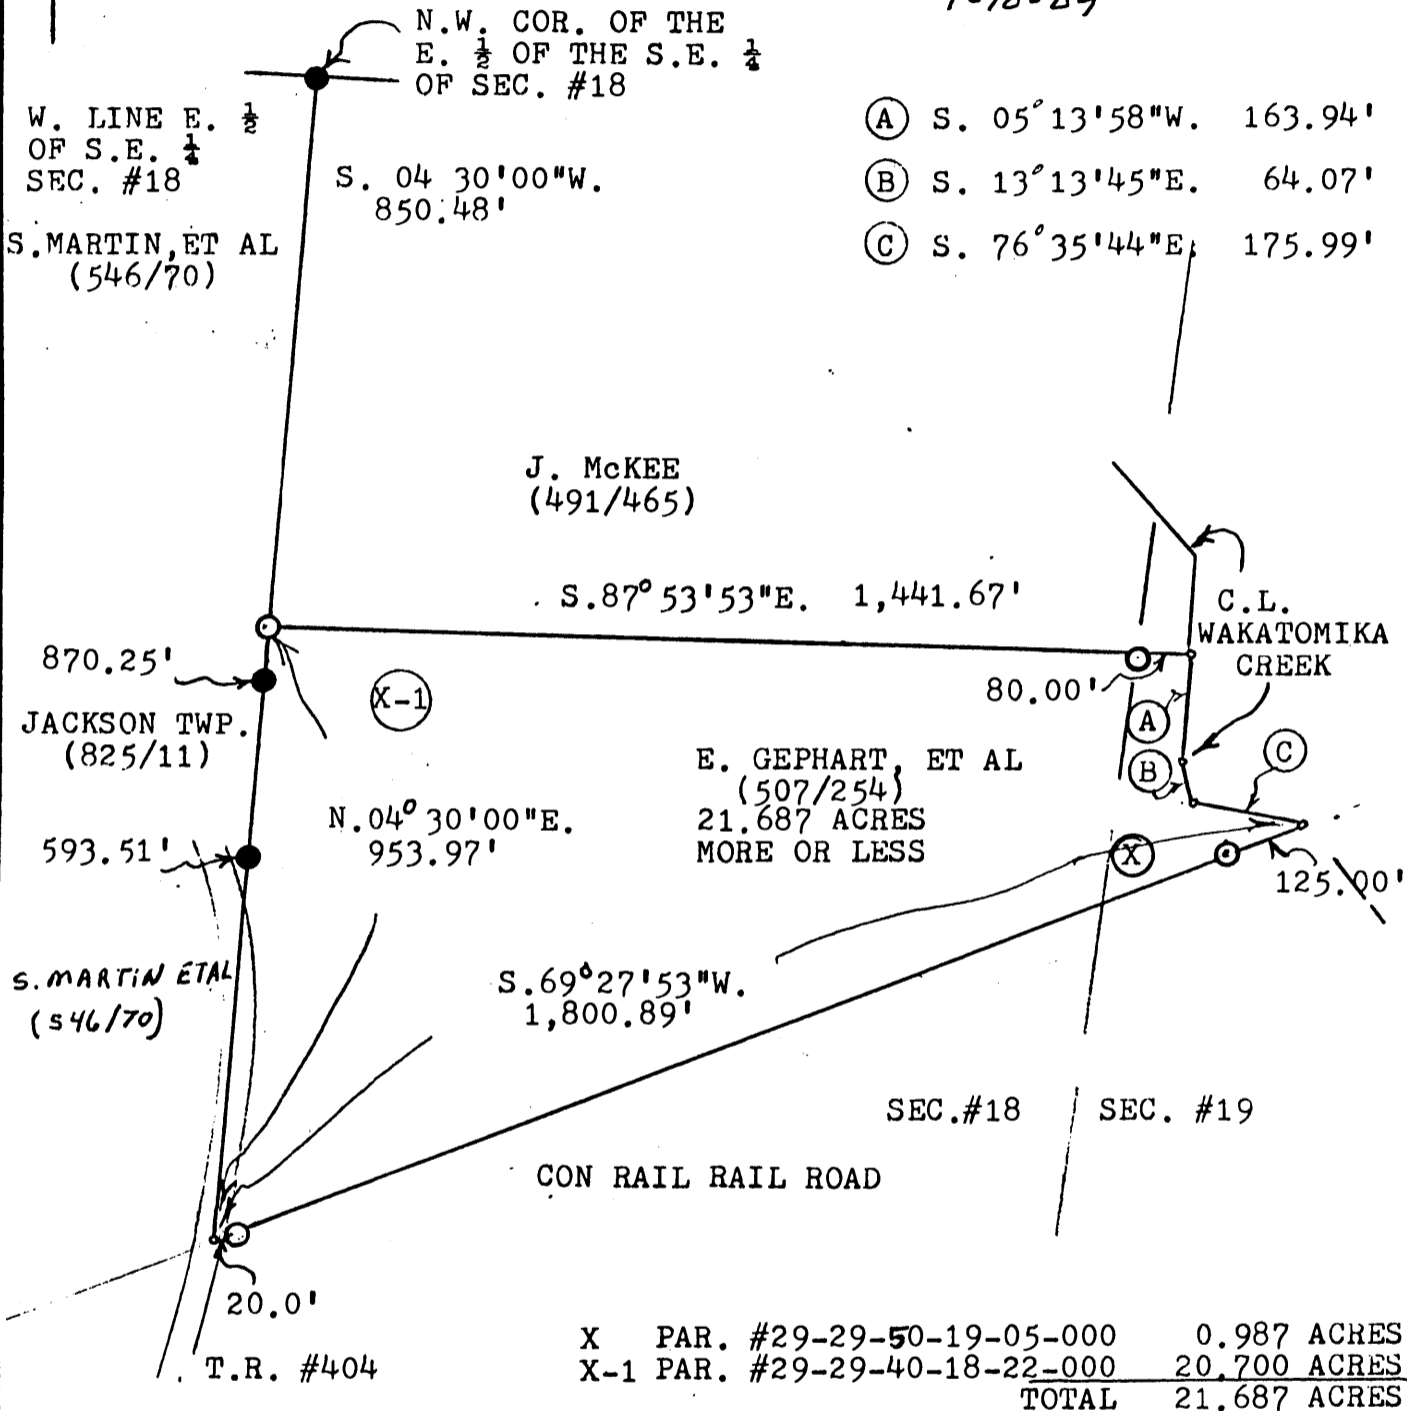 N.W. COR. OF THE
E. ½ OF THE S.E. ¼
OF SEC. #18
W. LINE E. ½
OF S.E. ¼
SEC. #18
S. 04 30'00"W.
850.48'
S.MARTIN,ET AL
(546/70)
Ⓐ S. 05°13'58"W. 163.94'
Ⓑ S. 13°13'45"E. 64.07'
Ⓒ S. 76°35'44"E. 175.99'
J. McKEE
(491/465)
S.87°53'53"E. 1,441.67'
C.L.
WAKATOMIKA
CREEK
870.25'
X-1
80.00'
A
B
C
JACKSON TWP.
(825/11)
E. GEPHART, ET AL
(507/254)
21.687 ACRES
MORE OR LESS
N.04°30'00"E.
953.97'
593.51'
X
125.00'
S. MARTIN ETAL
(546/70)
S.69°27'53"W.
1,800.89'
SEC.#18
SEC. #19
CON RAIL RAIL ROAD
20.0'
T.R. #404
X PAR. #29-29-50-19-05-000 0.987 ACRES
X-1 PAR. #29-29-40-18-22-000 20.700 ACRES
TOTAL 21.687 ACRES